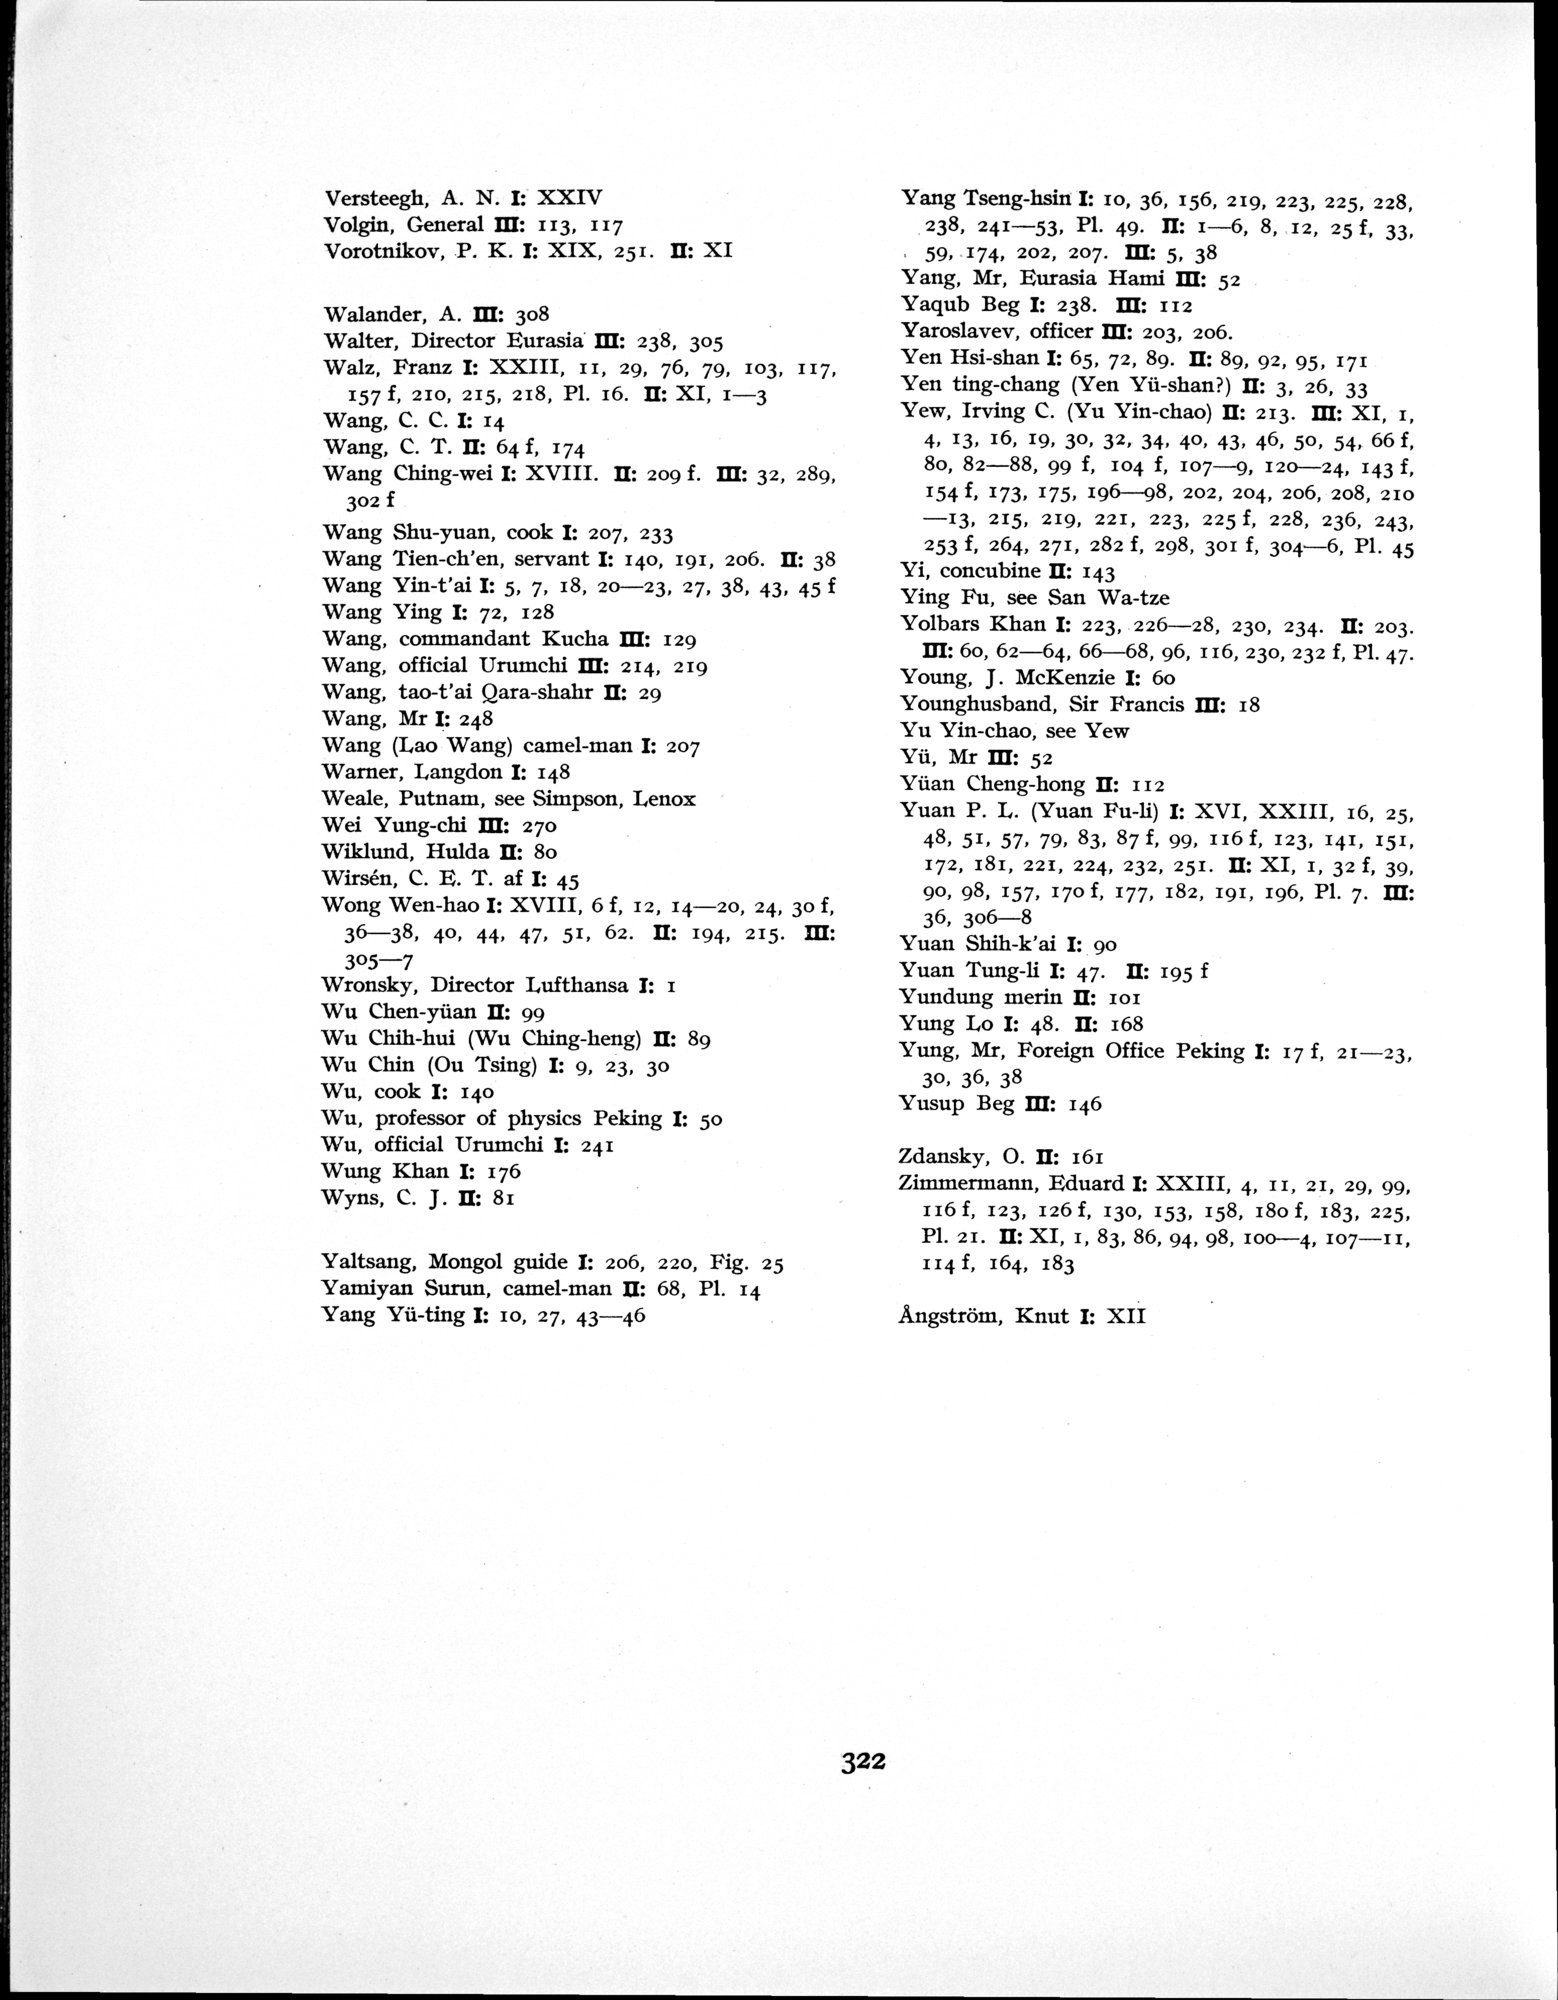 Versteegh, A. N. I: XXIV
Volgin, General III: 113, 117
Vorotnikov, P. K. I: XIX, 251. II: XI
Walander, A. III: 308
Walter, Director Eurasia III: 238, 305
Walz, Franz I: XXIII, 11, 29, 76, 79, 103, 117,
157 f, 210, 215, 218, Pl. 16. II: XI, 1—3
Wang, C. C. I: 14
Wang, C. T. II: 64 f, 174
Wang Ching-wei I: XVIII. II: 209 f. III: 32, 289,
302 f
Wang Shu-yuan, cook I: 207, 233
Wang Tien-ch'en, servant I: 140, 191, 206. II: 38
Wang Yin-t'ai I: 5, 7, 18, 20—23, 27, 38, 43, 45 f
Wang Ying I: 72, 128
Wang, commandant Kucha III: 129
Wang, official Urumchi III: 214, 219
Wang, tao-t'ai Qara-shahr II: 29
Wang, Mr I: 248
Wang (Lao Wang) camel-man I: 207
Warner, Langdon I: 148
Weale, Putnam, see Simpson, Lenox
Wei Yung-chi III: 270
Wiklund, Hulda II: 80
Wirsén, C. E. T. af I: 45
Wong Wen-hao I: XVIII, 6 f, 12, 14—20, 24, 30 f,
36—38, 40, 44, 47, 51, 62. II: 194, 215. III:
305—7
Wronsky, Director Lufthansa I: 1
Wu Chen-yüan II: 99
Wu Chih-hui (Wu Ching-heng) II: 89
Wu Chin (Ou Tsing) I: 9, 23, 30
Wu, cook I: 140
Wu, professor of physics Peking I: 50
Wu, official Urumchi I: 241
Wung Khan I: 176
Wyns, C. J. II: 81
Yaltsang, Mongol guide I: 206, 220, Fig. 25
Yamiyan Surun, camel-man II: 68, Pl. 14
Yang Yü-ting I: 10, 27, 43—46
Yang Tseng-hsin I: 10, 36, 156, 219, 223, 225, 228,
238, 241—53, Pl. 49. II: 1—6, 8, 12, 25 f, 33,
59, 174, 202, 207. III: 5, 38
Yang, Mr, Eurasia Hami III: 52
Yaqub Beg I: 238. III: 112
Yaroslavev, officer III: 203, 206.
Yen Hsi-shan I: 65, 72, 89. II: 89, 92, 95, 171
Yen ting-chang (Yen Yü-shan?) II: 3, 26, 33
Yew, Irving C. (Yu Yin-chao) II: 213. III: XI, 1,
4, 13, 16, 19, 30, 32, 34, 40, 43, 46, 50, 54, 66 f,
80, 82—88, 99 f, 104 f, 107—9, 120—24, 143 f,
154 f, 173, 175, 196—98, 202, 204, 206, 208, 210
—13, 215, 219, 221, 223, 225 f, 228, 236, 243,
253 f, 264, 271, 282 f, 298, 301 f, 304—6, Pl. 45
Yi, concubine II: 143
Ying Fu, see San Wa-tze
Yolbars Khan I: 223, 226—28, 230, 234. II: 203.
III: 60, 62—64, 66—68, 96, 116, 230, 232 f, Pl. 47.
Young, J. McKenzie I: 60
Younghusband, Sir Francis III: 18
Yu Yin-chao, see Yew
Yü, Mr III: 52
Yüan Cheng-hong II: 112
Yuan P. L. (Yuan Fu-li) I: XVI, XXIII, 16, 25,
48, 51, 57, 79, 83, 87 f, 99, 116 f, 123, 141, 151,
172, 181, 221, 224, 232, 251. II: XI, 1, 32 f, 39,
90, 98, 157, 170 f, 177, 182, 191, 196, Pl. 7. III:
36, 306—8
Yuan Shih-k'ai I: 90
Yuan Tung-li I: 47. II: 195 f
Yundung merin II: 101
Yung Lo I: 48. II: 168
Yung, Mr, Foreign Office Peking I: 17 f, 21—23,
30, 36, 38
Yusup Beg III: 146
Zdansky, O. II: 161
Zimmermann, Eduard I: XXIII, 4, 11, 21, 29, 99,
116 f, 123, 126 f, 130, 153, 158, 180 f, 183, 225,
Pl. 21. II: XI, 1, 83, 86, 94, 98, 100—4, 107—11,
114 f, 164, 183
Ångström, Knut I: XII
322